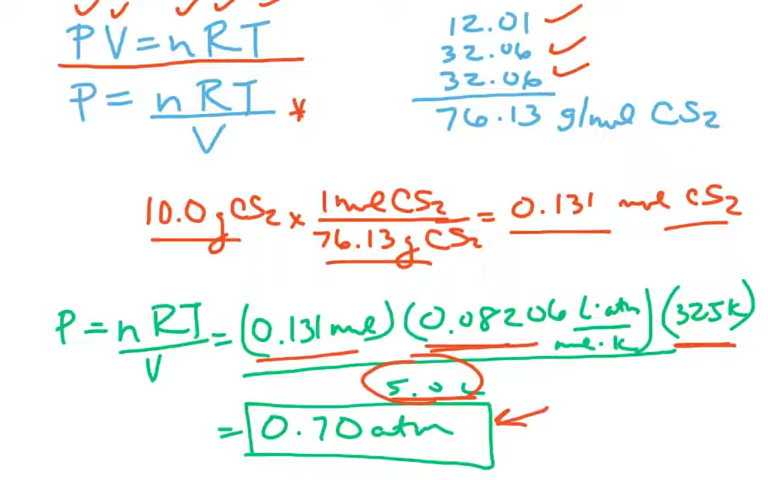 PV = nRT
P = nRT / V *
12.01
32.06
32.06
76.13 g/mol CS₂
10.0 g CS₂ × 1 mol CS₂ / 76.13 g CS₂ = 0.131 mol CS₂
P = nRT / V = (0.131 mol) (0.08206 L·atm / mol·K) (325 K) / 5.0 L
= 0.70 atm